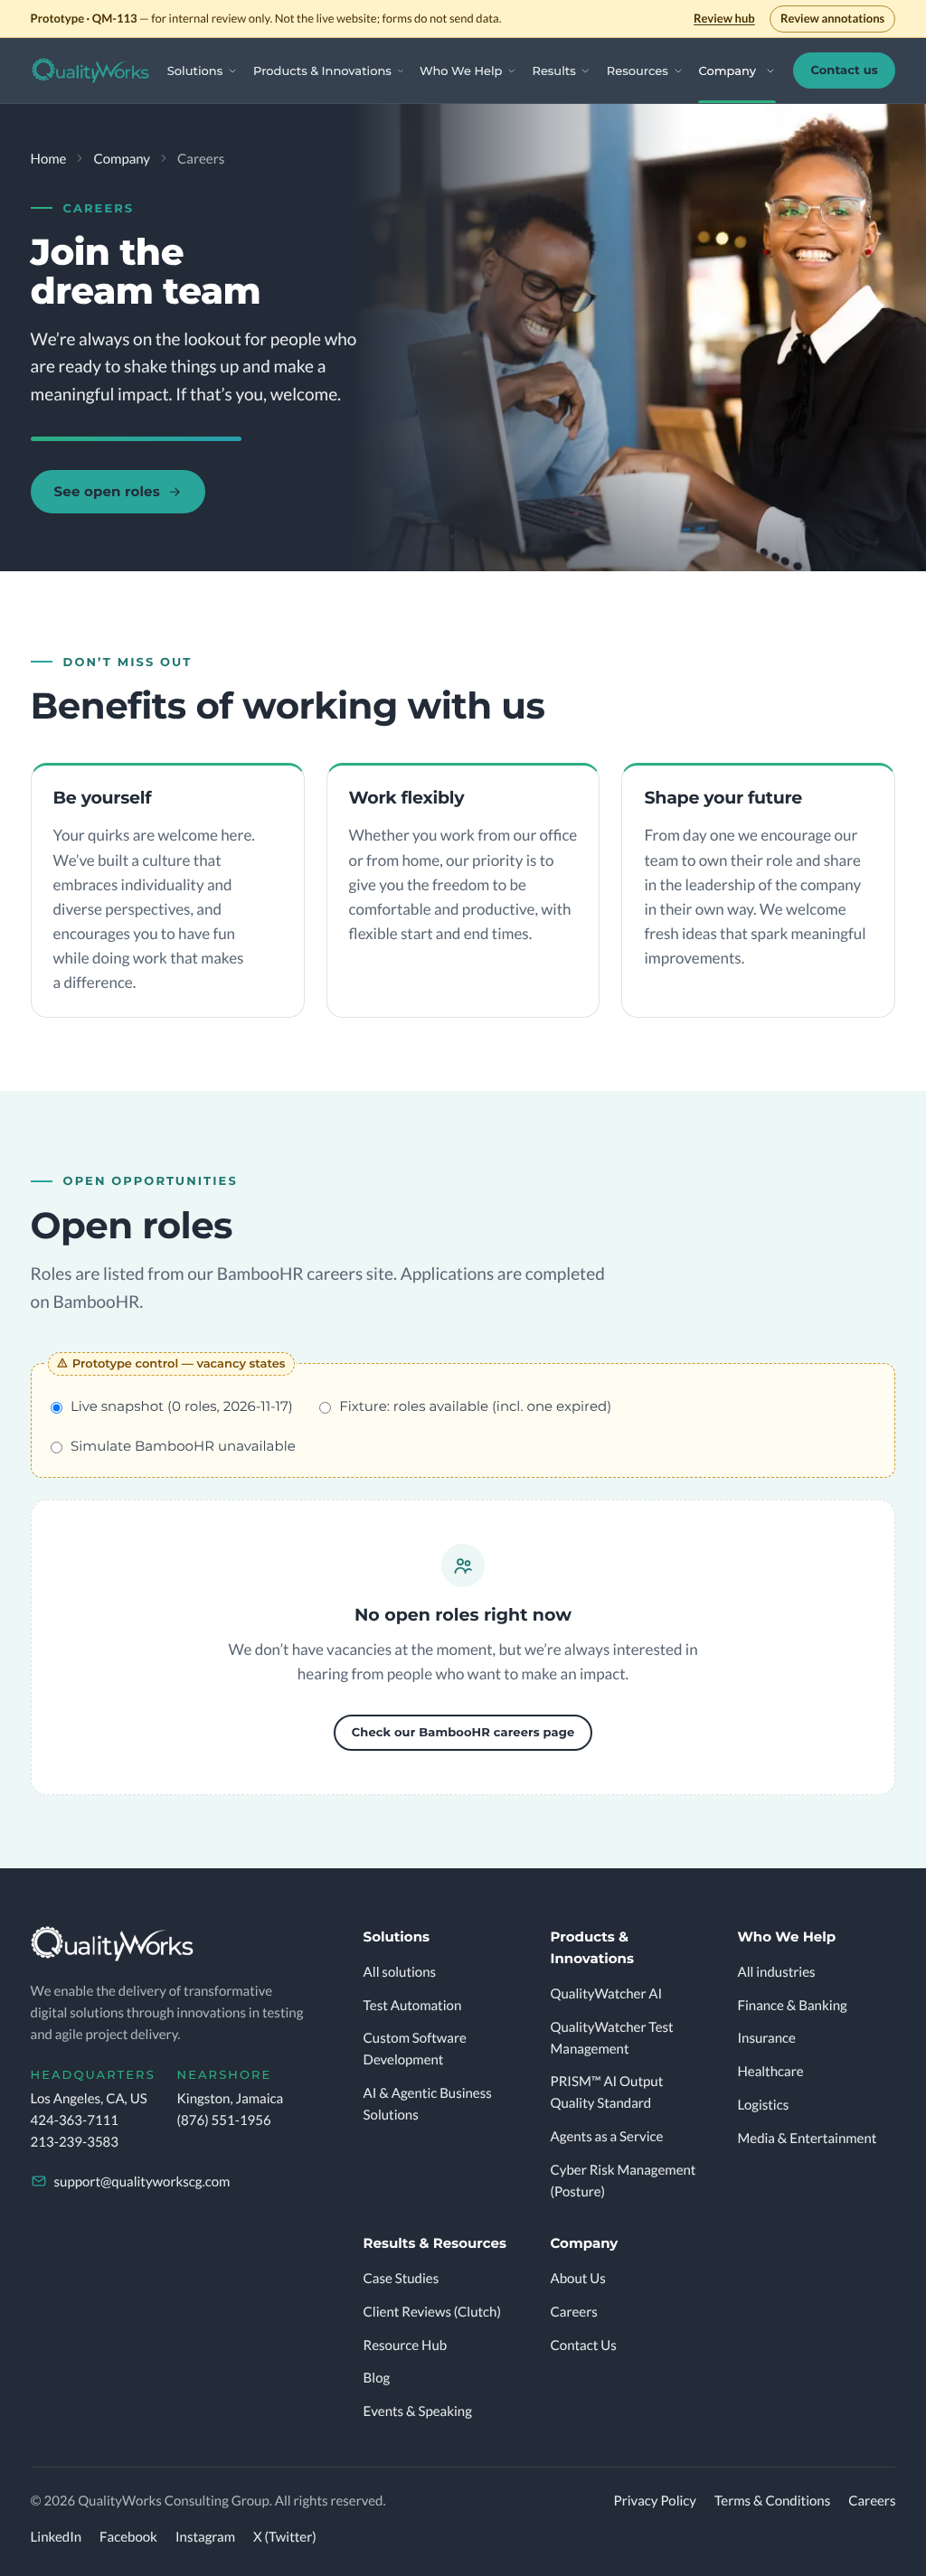 Prototype · QM-113 — for internal review only. Not the live website; forms do not send data.
Review hub
Review annotations
QualityWorks
Solutions
Products & Innovations
Who We Help
Results
Resources
Company
Contact us
Home
Company
Careers
CAREERS
Join the
dream team
We’re always on the lookout for people who
are ready to shake things up and make a
meaningful impact. If that’s you, welcome.
See open roles
DON’T MISS OUT
Benefits of working with us
Be yourself
Your quirks are welcome here.
We’ve built a culture that
embraces individuality and
diverse perspectives, and
encourages you to have fun
while doing work that makes
a difference.
Work flexibly
Whether you work from our office
or from home, our priority is to
give you the freedom to be
comfortable and productive, with
flexible start and end times.
Shape your future
From day one we encourage our
team to own their role and share
in the leadership of the company
in their own way. We welcome
fresh ideas that spark meaningful
improvements.
OPEN OPPORTUNITIES
Open roles
Roles are listed from our BambooHR careers site. Applications are completed
on BambooHR.
Prototype control — vacancy states
Live snapshot (0 roles, 2026-11-17)
Fixture: roles available (incl. one expired)
Simulate BambooHR unavailable
No open roles right now
We don’t have vacancies at the moment, but we’re always interested in
hearing from people who want to make an impact.
Check our BambooHR careers page
QualityWorks
We enable the delivery of transformative
digital solutions through innovations in testing
and agile project delivery.
HEADQUARTERS
Los Angeles, CA, US
424-363-7111
213-239-3583
NEARSHORE
Kingston, Jamaica
(876) 551-1956
support@qualityworkscg.com
Solutions
All solutions
Test Automation
Custom Software
Development
AI & Agentic Business
Solutions
Products &
Innovations
QualityWatcher AI
QualityWatcher Test
Management
PRISM™ AI Output
Quality Standard
Agents as a Service
Cyber Risk Management
(Posture)
Who We Help
All industries
Finance & Banking
Insurance
Healthcare
Logistics
Media & Entertainment
Results & Resources
Case Studies
Client Reviews (Clutch)
Resource Hub
Blog
Events & Speaking
Company
About Us
Careers
Contact Us
© 2026 QualityWorks Consulting Group. All rights reserved.
Privacy Policy
Terms & Conditions
Careers
LinkedIn
Facebook
Instagram
X (Twitter)